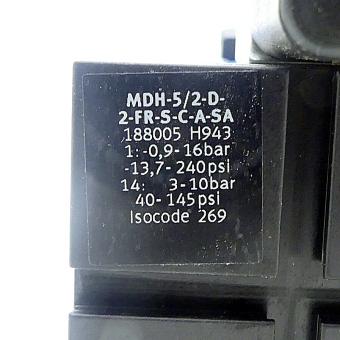 MDH-5/2-D-
2-FR-S-C-A-SA
188005 H943
1: -0,9-16bar
-13,7-240psi
14: 3-10bar
40-145psi
Isocode 269